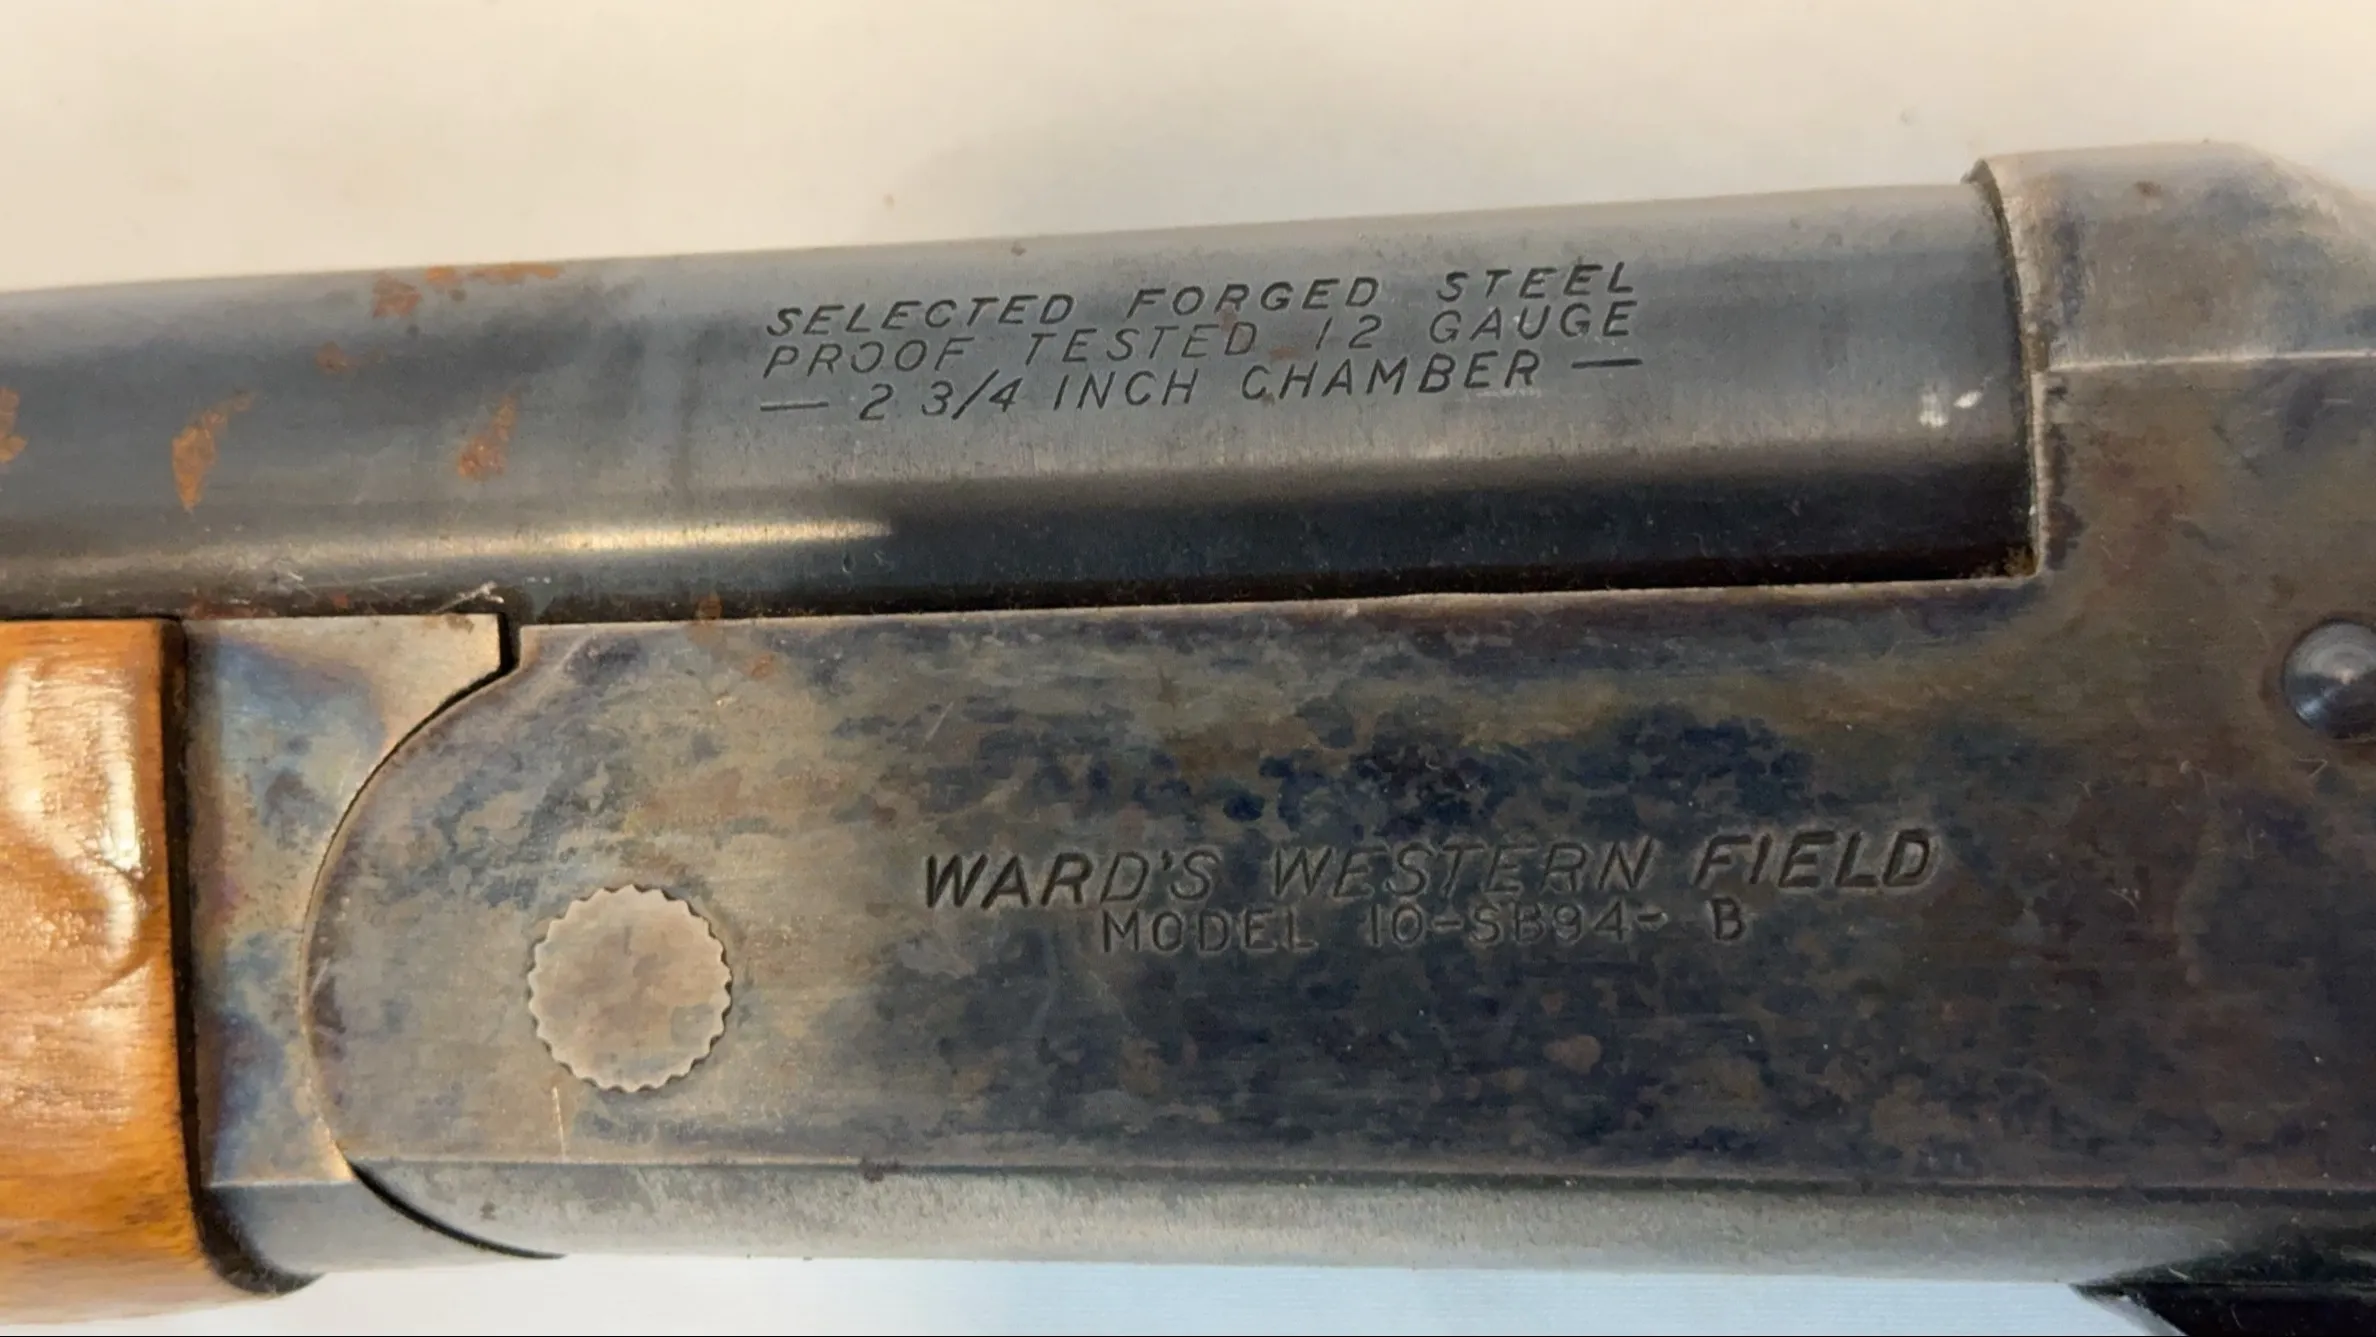 SELECTED FORGED STEEL
PROOF TESTED 12 GAUGE
— 2 3/4 INCH CHAMBER —
WARD'S WESTERN FIELD
MODEL 10-SB94- B